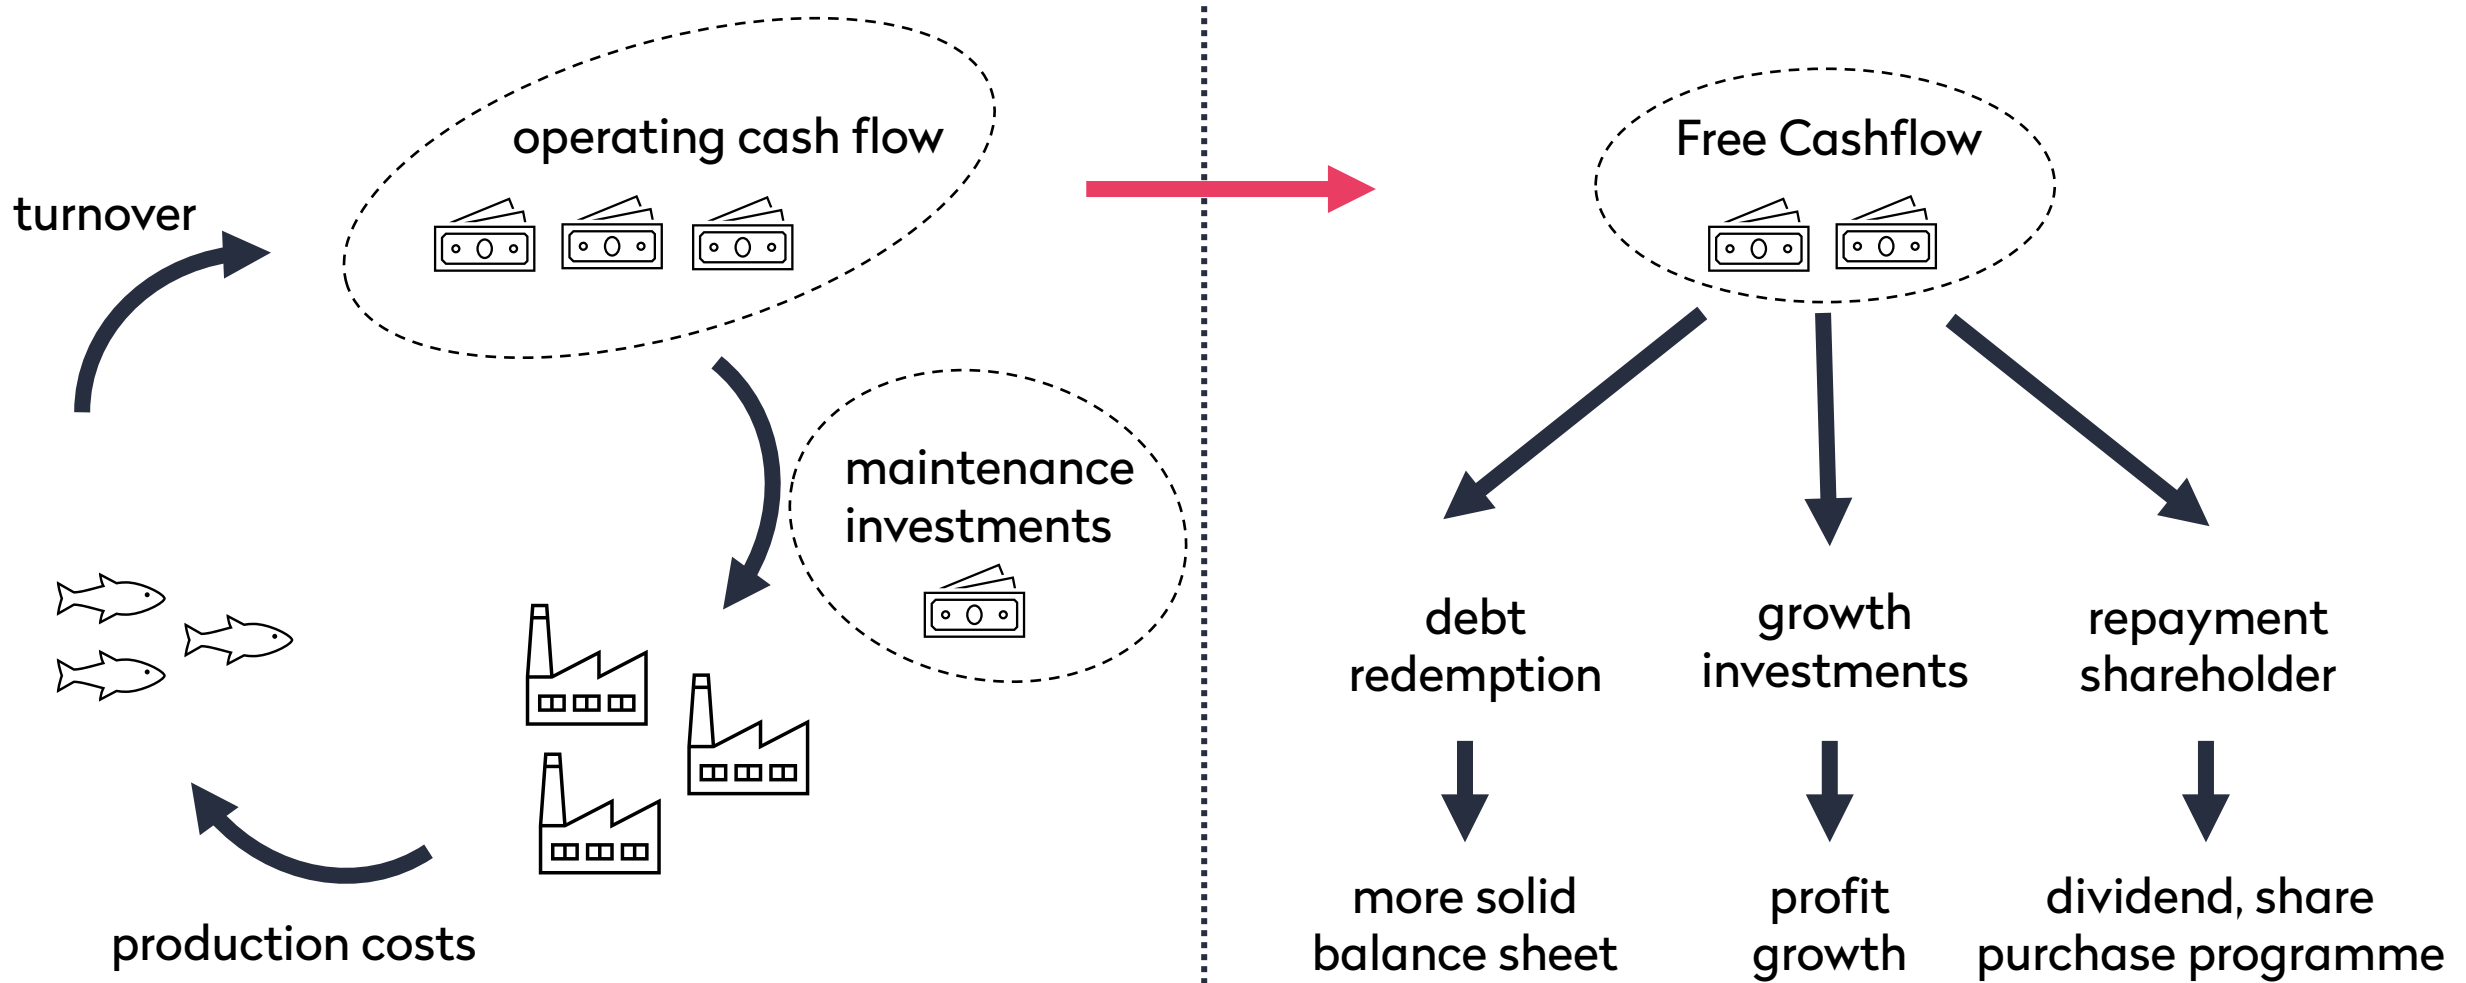 operating cash flow
turnover
maintenance
investments
production costs
Free Cashflow
debt
redemption
growth
investments
repayment
shareholder
more solid
balance sheet
profit
growth
dividend, share
purchase programme